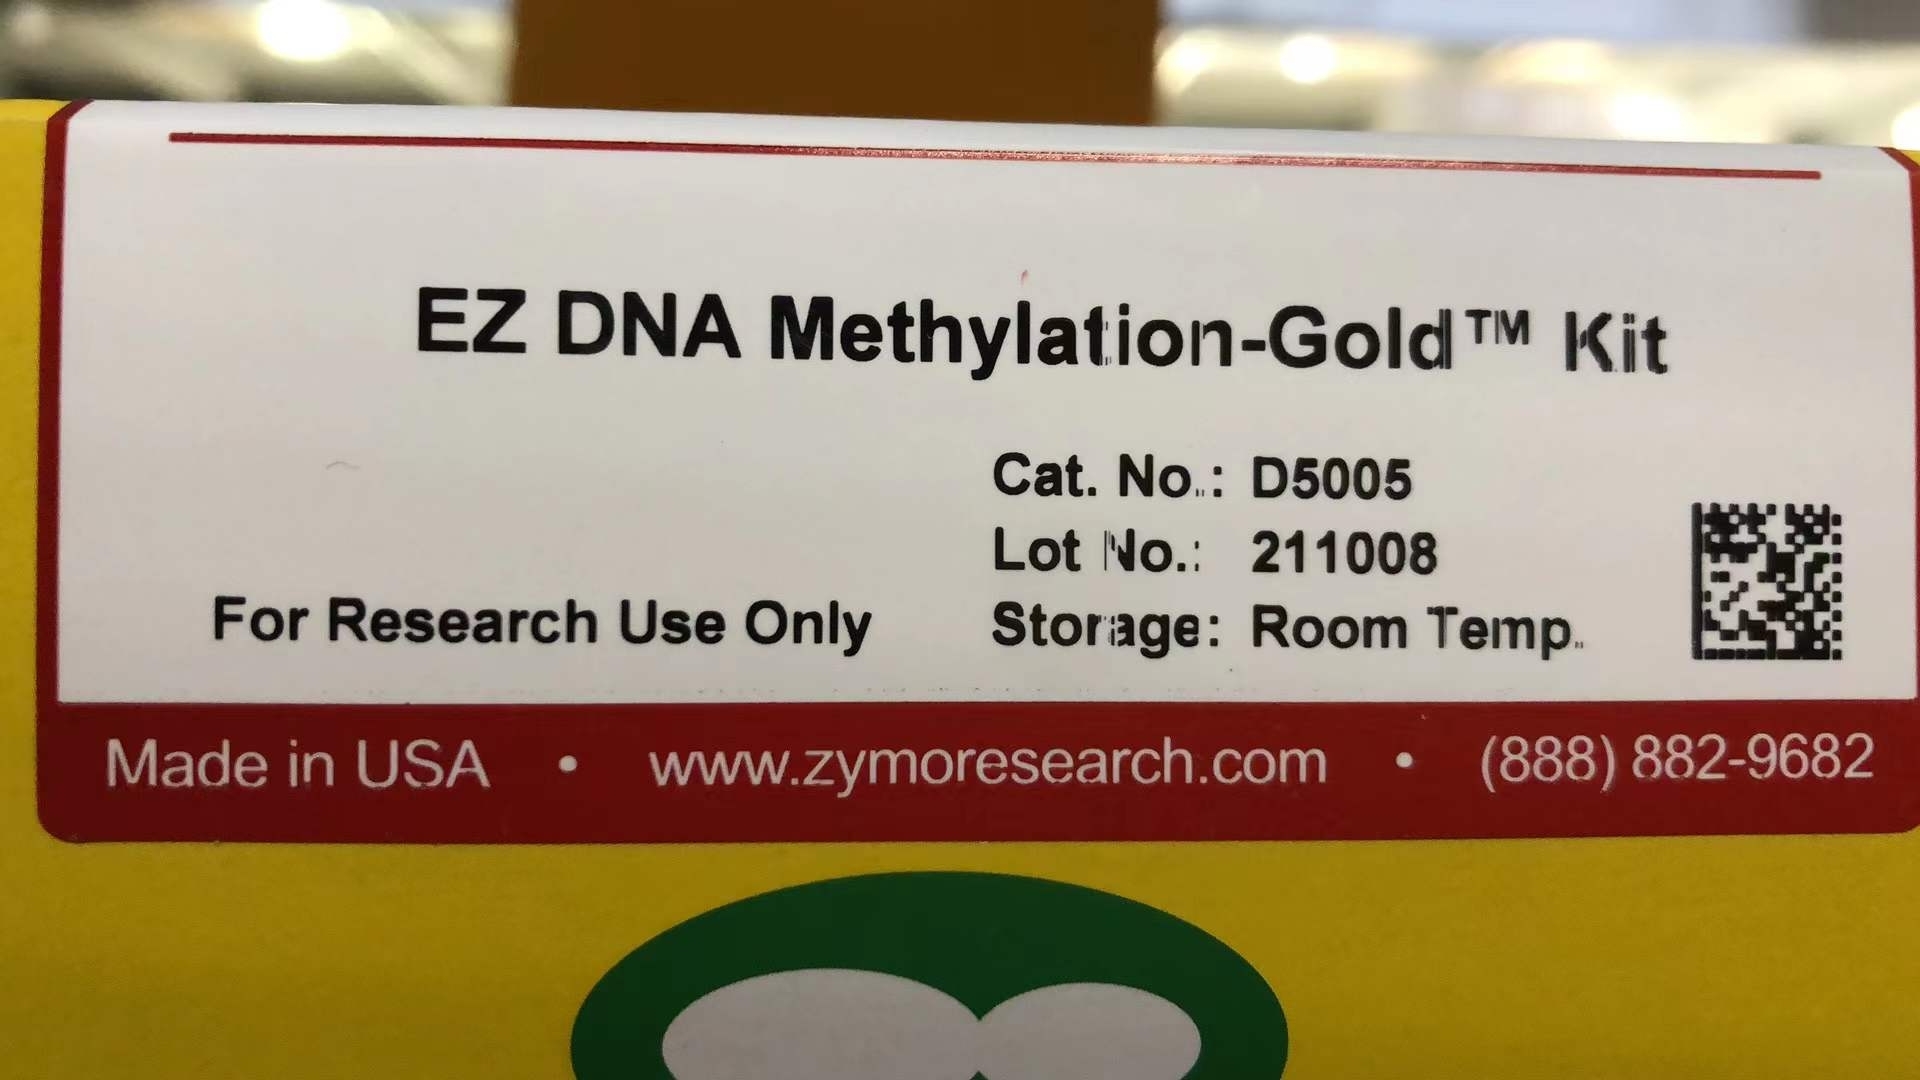 EZ DNA Methylation-Gold™ Kit
Cat. No.: D5005
Lot No.: 211008
For Research Use Only Storage: Room Temp.
Made in USA • www.zymoresearch.com • (888) 882-9682